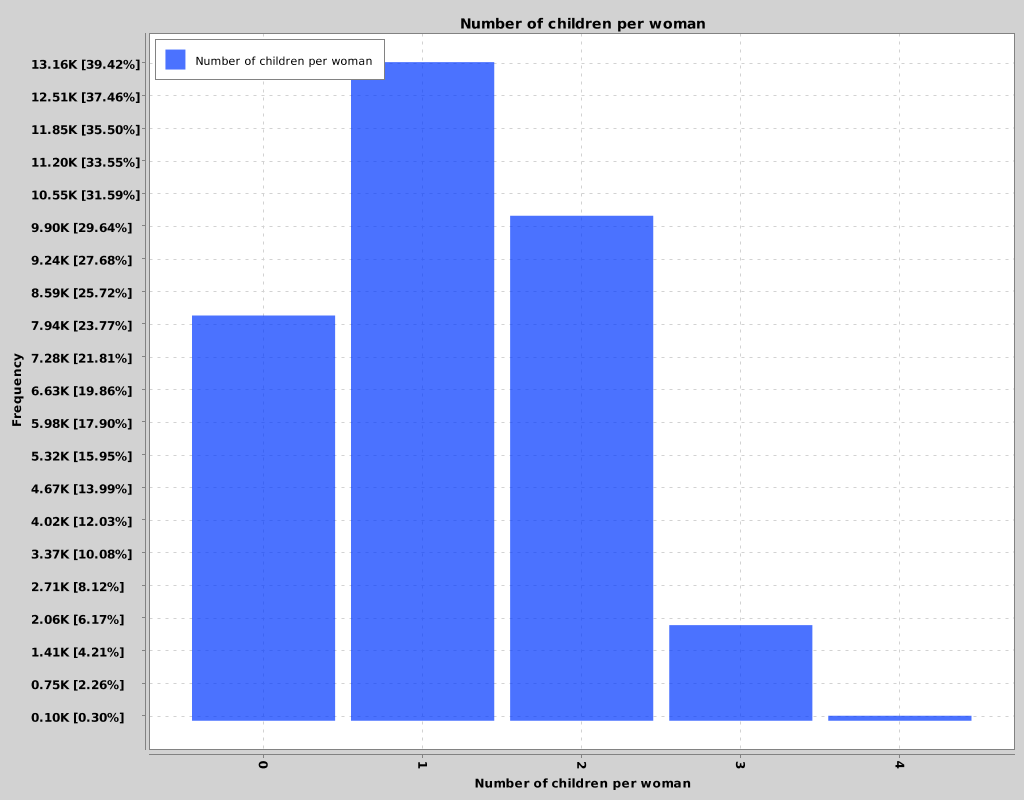 Number of children per woman
Number of children per woman
13.16K [39.42%]
12.51K [37.46%]
11.85K [35.50%]
11.20K [33.55%]
10.55K [31.59%]
9.90K [29.64%]
9.24K [27.68%]
8.59K [25.72%]
7.94K [23.77%]
7.28K [21.81%]
6.63K [19.86%]
5.98K [17.90%]
5.32K [15.95%]
4.67K [13.99%]
4.02K [12.03%]
3.37K [10.08%]
2.71K [8.12%]
2.06K [6.17%]
1.41K [4.21%]
0.75K [2.26%]
0.10K [0.30%]
Frequency
0 1 2 3 4
Number of children per woman